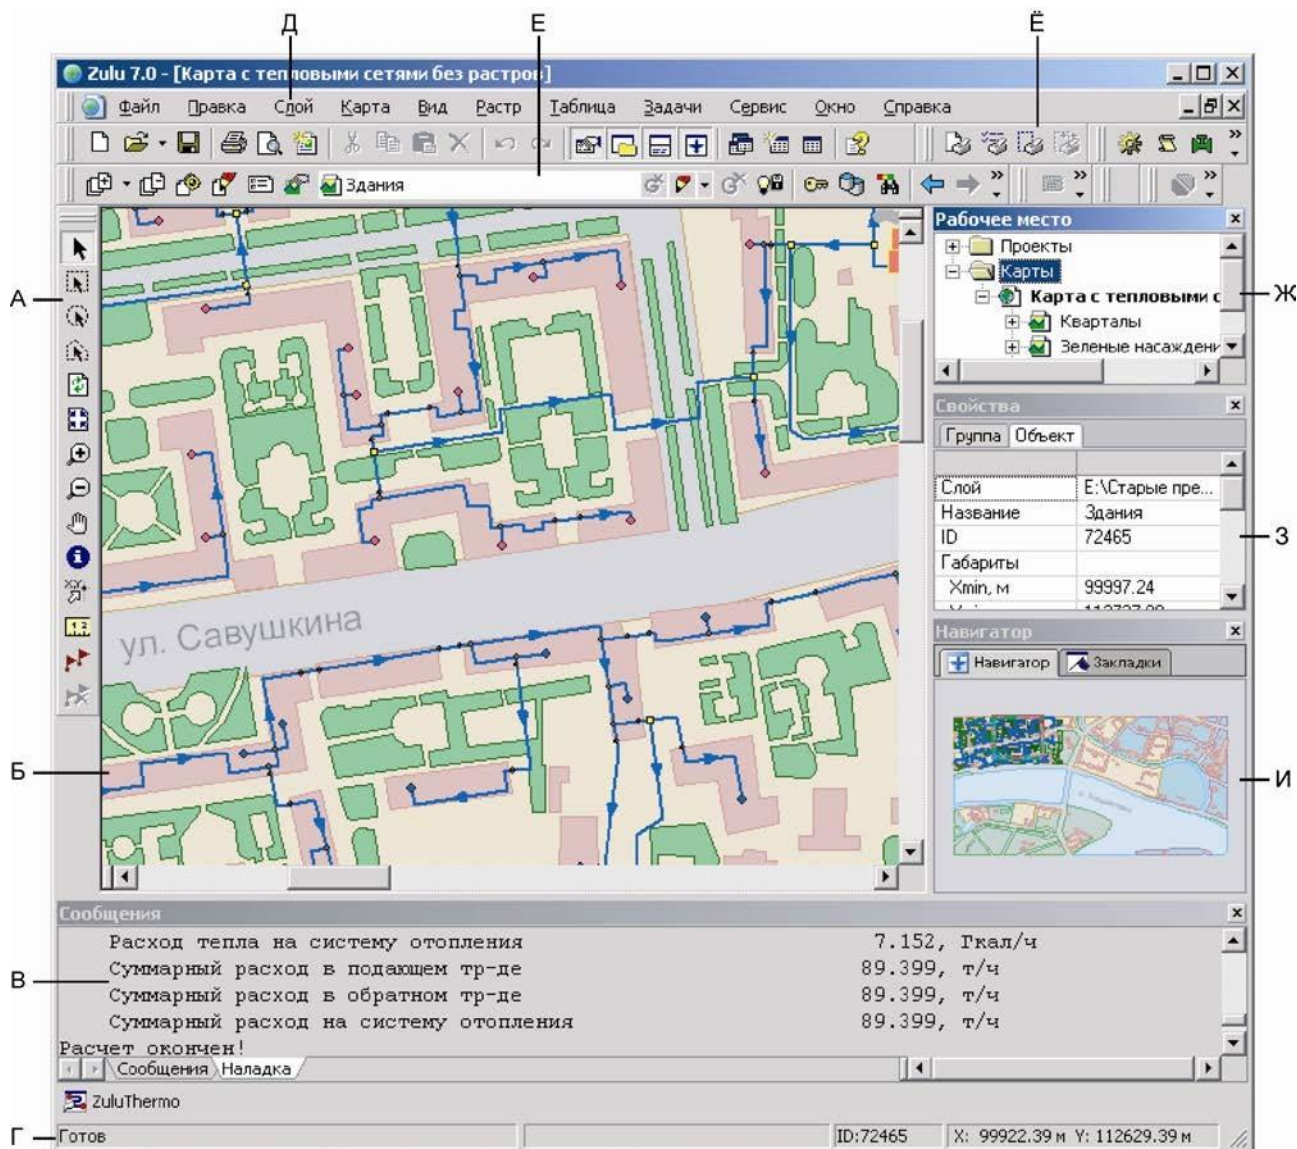 Д Е Ё
Zulu 7.0 - [Карта с тепловыми сетями без растров]
Файл Правка Слой Карта Вид Растр Таблица Задачи Сервис Окно Справка
Здания
А
Рабочее место
Проекты
Карты
Карта с тепловыми с
Кварталы
Зеленые насаждени
Ж
Свойства
Группа Объект
Слой E:\Старые пре...
Название Здания
ID 72465
Габариты
Xmin, м 99997.24
З
ул. Савушкина
Навигатор
Навигатор Закладки
Б
И
Сообщения
Расход тепла на систему отопления 7.152, Гкал/ч
Суммарный расход в подающем тр-де 89.399, т/ч
В
Суммарный расход в обратном тр-де 89.399, т/ч
Суммарный расход на систему отопления 89.399, т/ч
Расчет окончен!
Сообщения Наладка
ZuluThermo
Г
Готов ID:72465 X: 99922.39 м Y: 112629.39 м